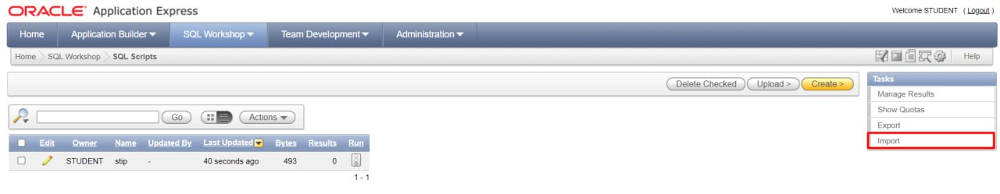 ORACLE Application Express
Welcome STUDENT ( Logout )
Home Application Builder SQL Workshop Team Development Administration
Home SQL Workshop SQL Scripts
Help
Delete Checked Upload > Create >
Tasks
Manage Results
Show Quotas
Export
Import
Go Actions
Edit Owner Name Updated By Last Updated Bytes Results Run
STUDENT stip - 40 seconds ago 493 0
1 - 1